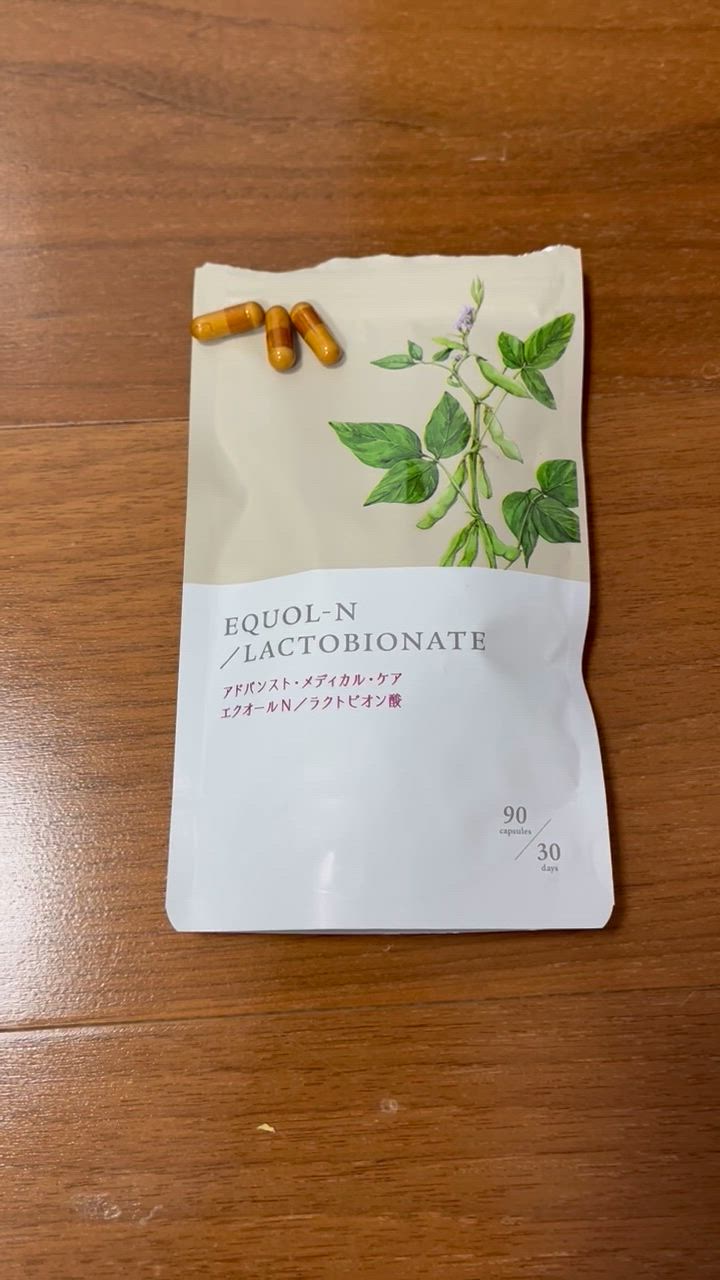 EQUOL-N
/LACTOBIONATE
アドバンスト・メディカル・ケア
エクオールN/ラクトビオン酸
90
capsules
30
days